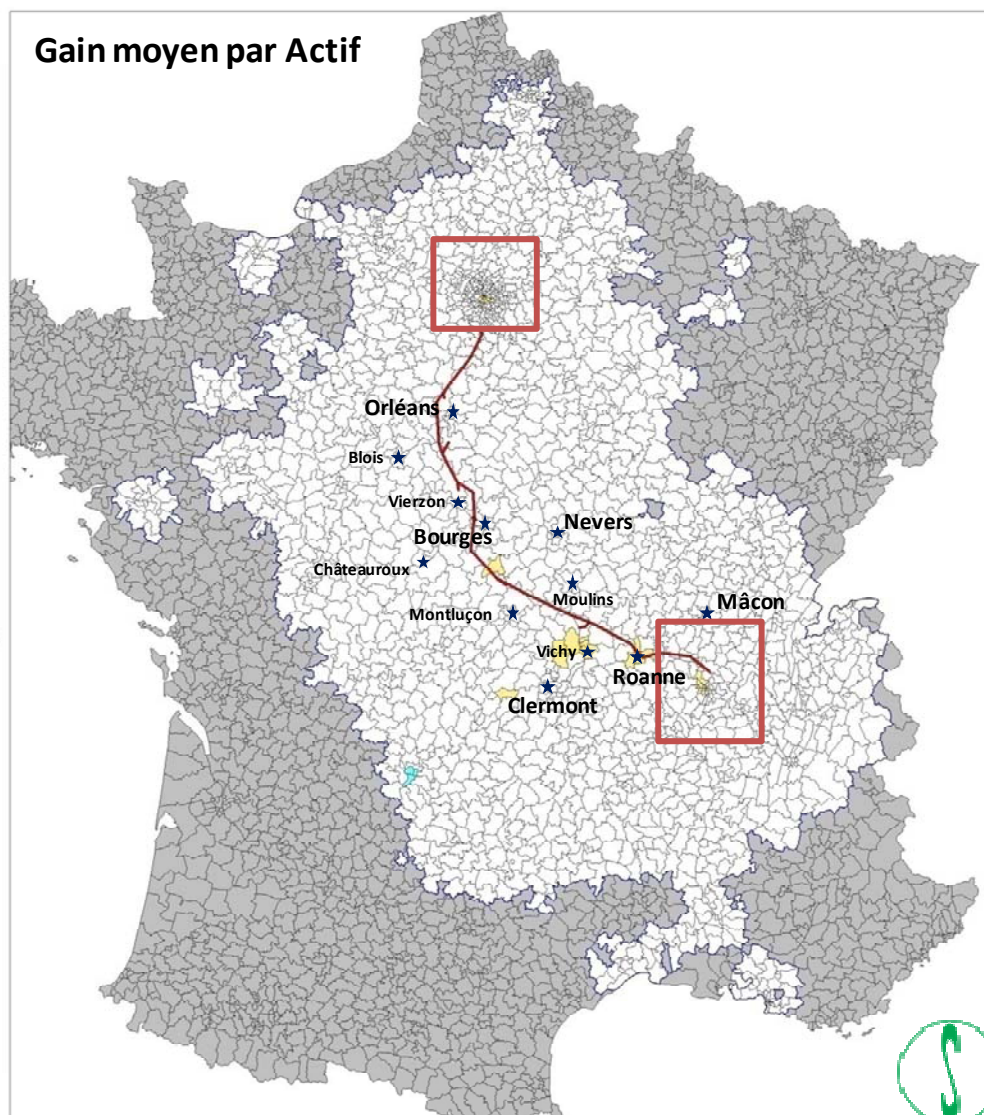 Gain moyen par Actif
Orléans
Blois
Vierzon
Bourges
Nevers
Châteauroux
Moulins
Montluçon
Mâcon
Vichy
Roanne
Clermont
S